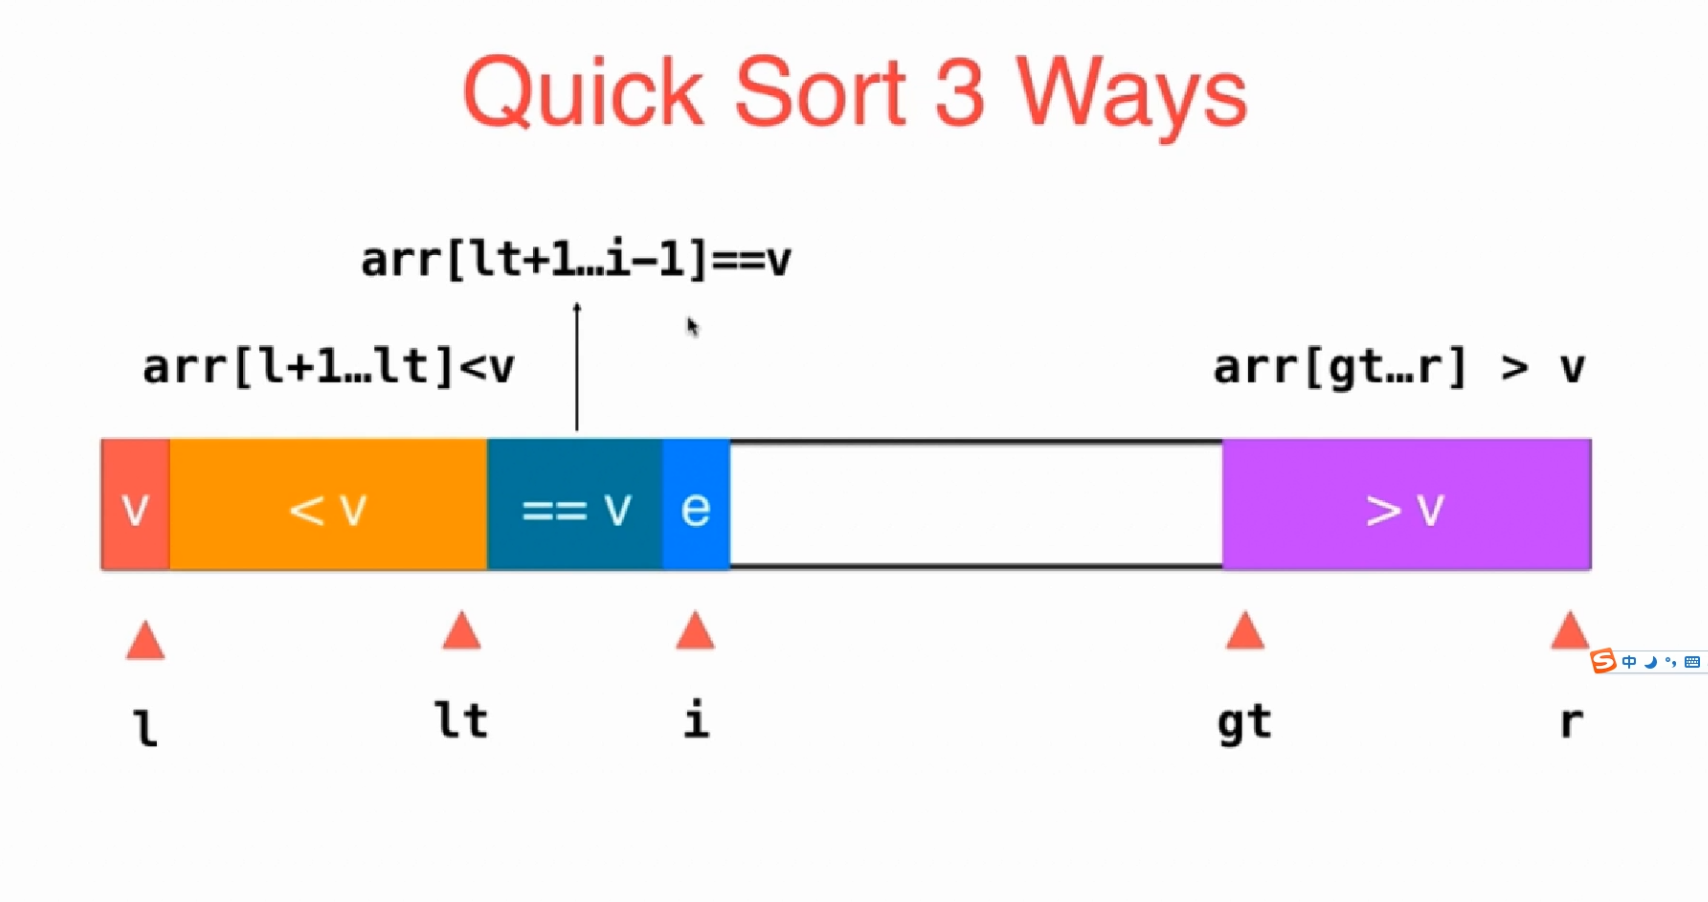 Quick Sort 3 Ways
arr[lt+1…i-1]==v
arr[l+1…lt]<v
arr[gt…r] > v
v
< v
== v
e
> v
l
lt
i
gt
r
S 中